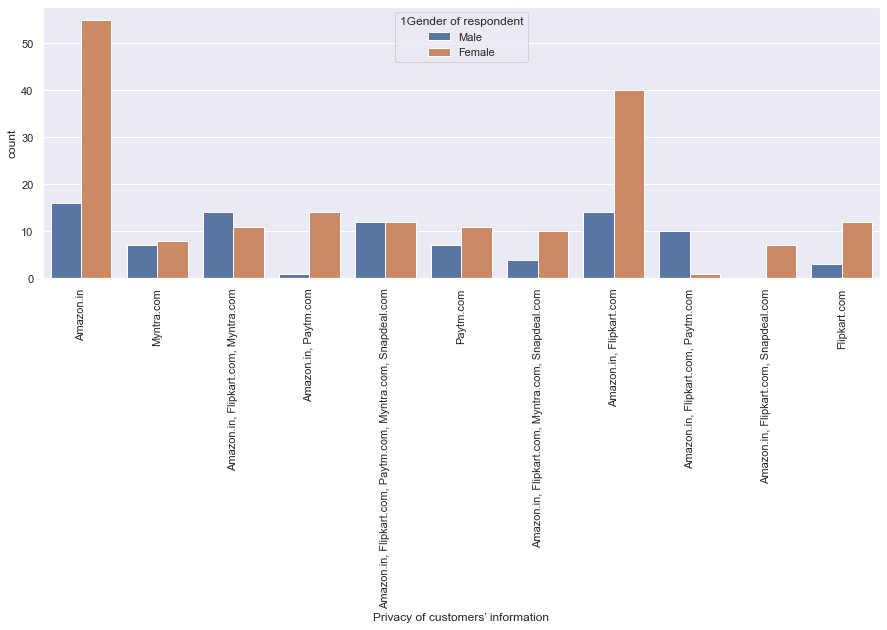 1Gender of respondent
Male
Female
count
50
40
30
20
10
0
Amazon.in
Myntra.com
Amazon.in, Flipkart.com, Myntra.com
Amazon.in, Paytm.com
Amazon.in, Flipkart.com, Paytm.com, Myntra.com, Snapdeal.com
Paytm.com
Amazon.in, Flipkart.com, Myntra.com, Snapdeal.com
Amazon.in, Flipkart.com
Amazon.in, Flipkart.com, Paytm.com
Amazon.in, Flipkart.com, Snapdeal.com
Flipkart.com
Privacy of customers’ information